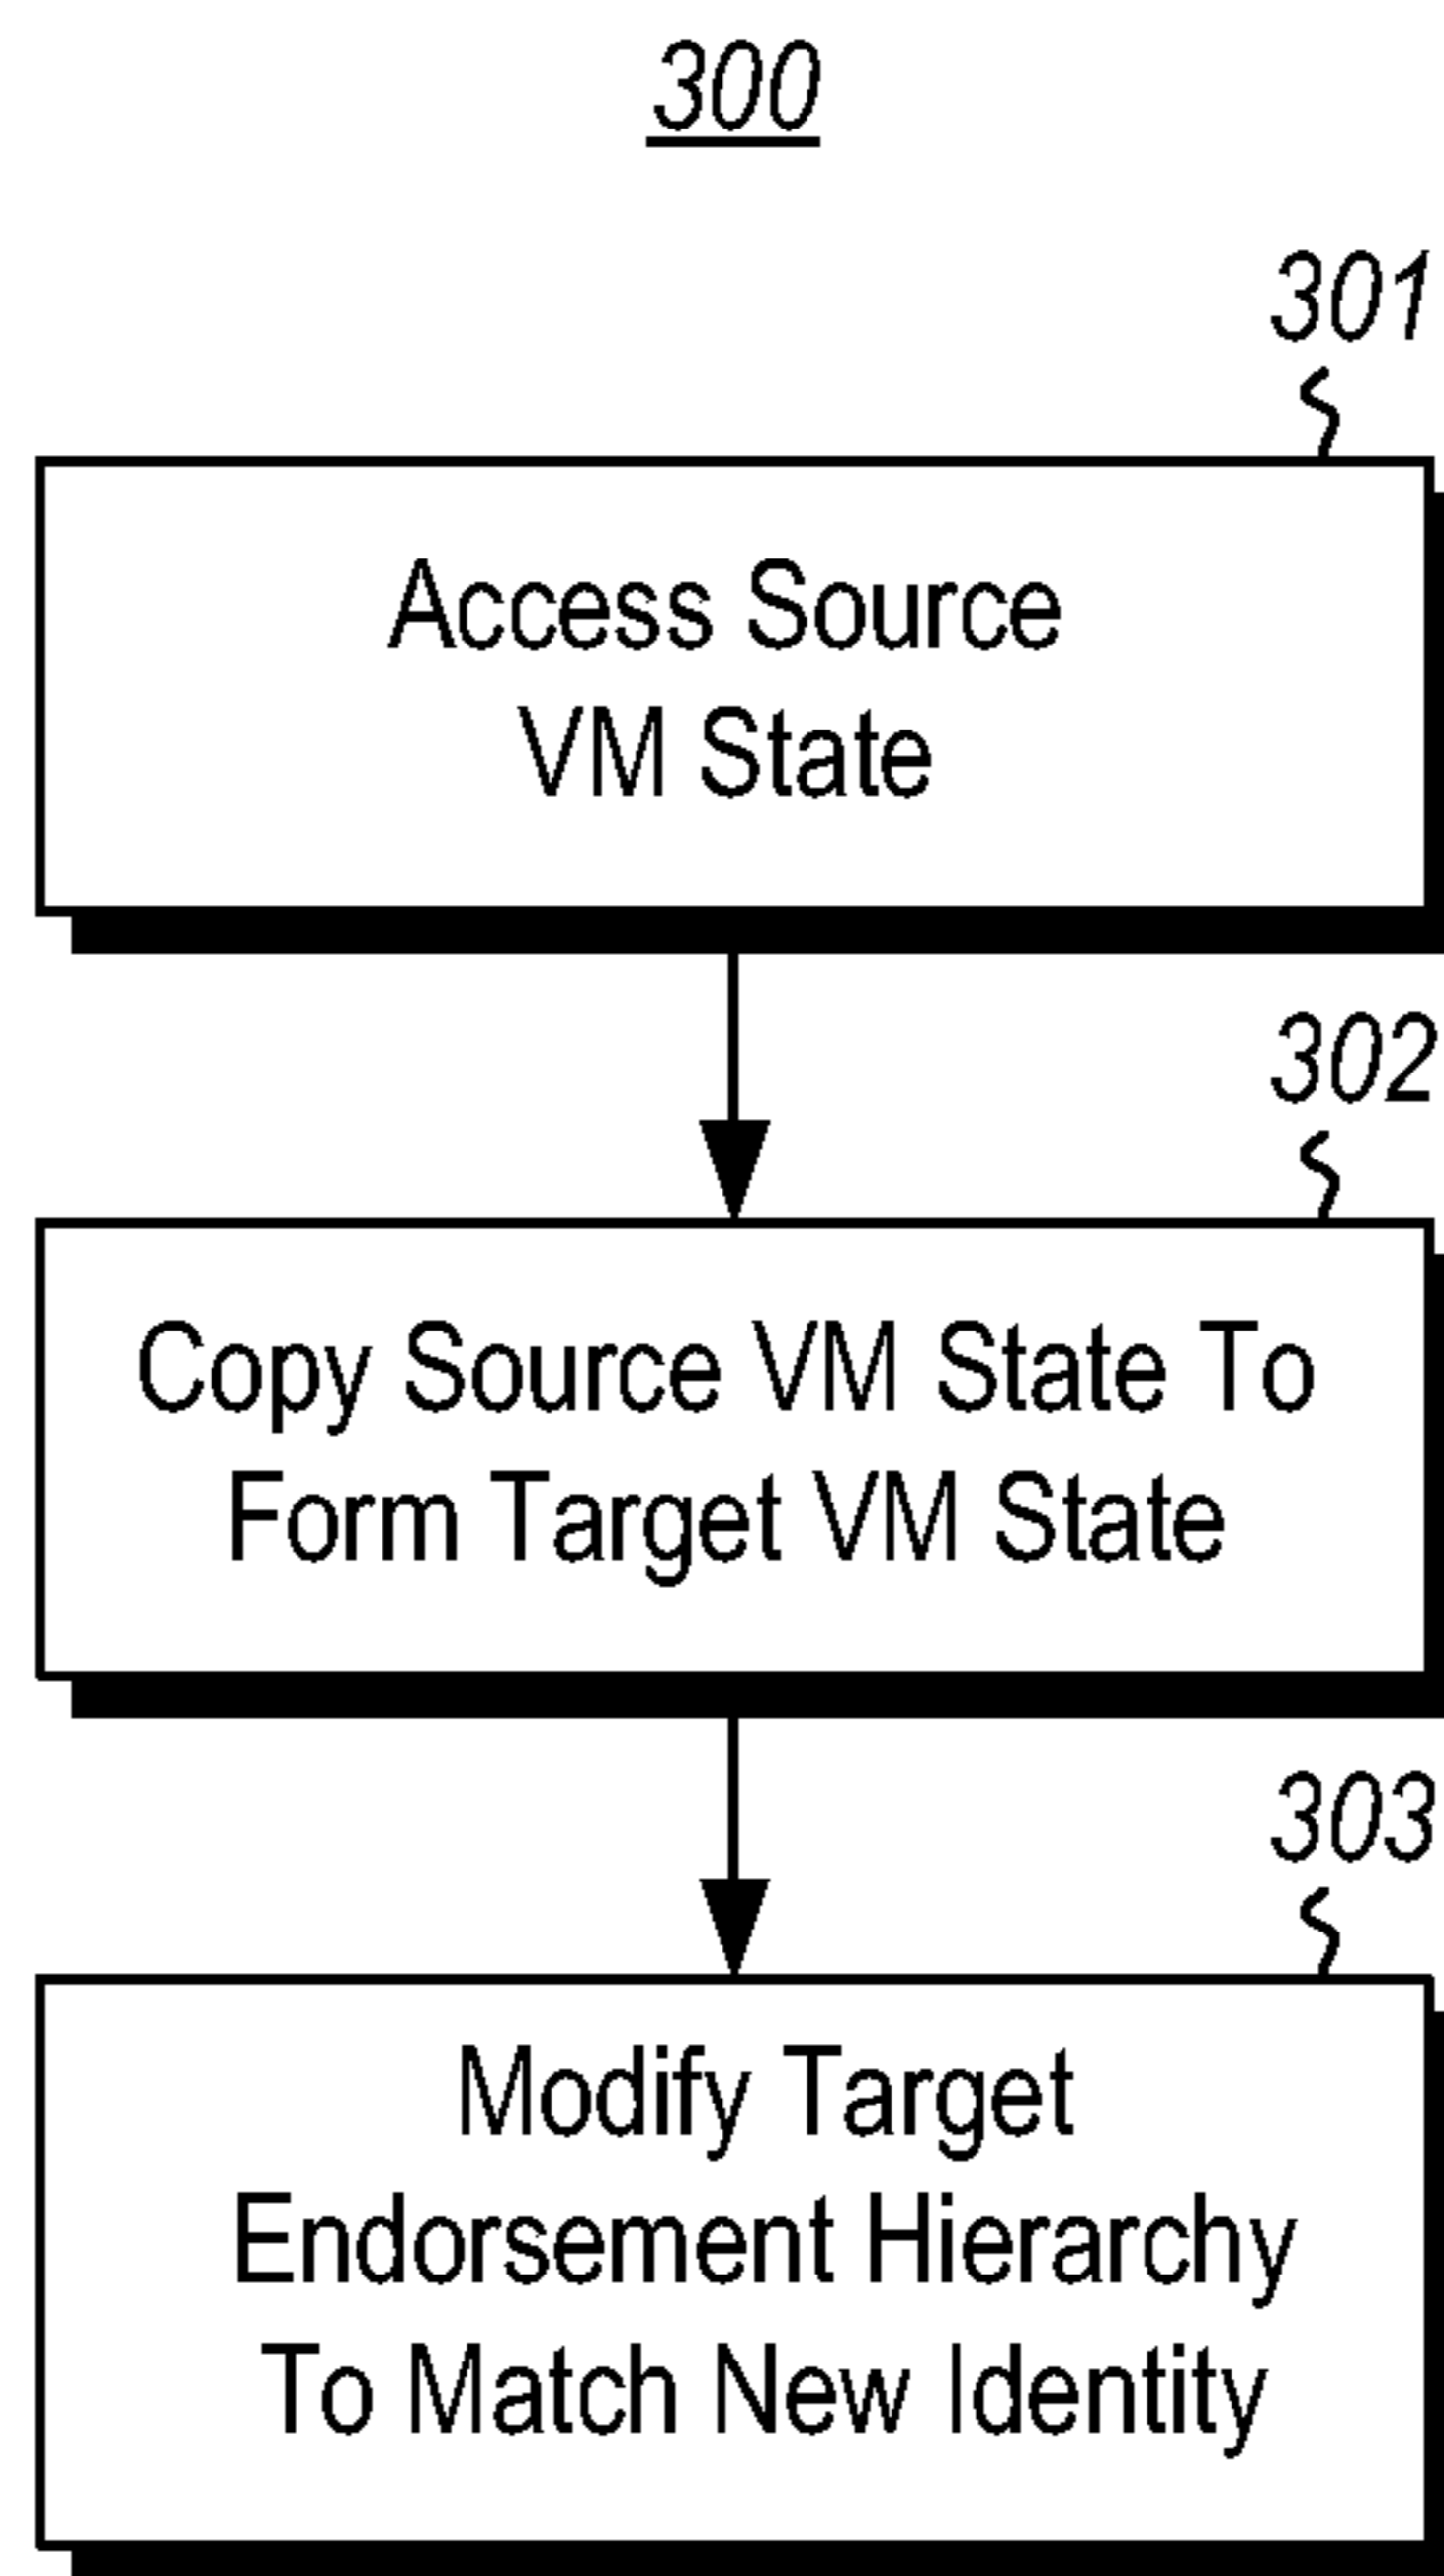 300
301
Access Source
VM State
302
Copy Source VM State To
Form Target VM State
303
Modify Target
Endorsement Hierarchy
To Match New Identity